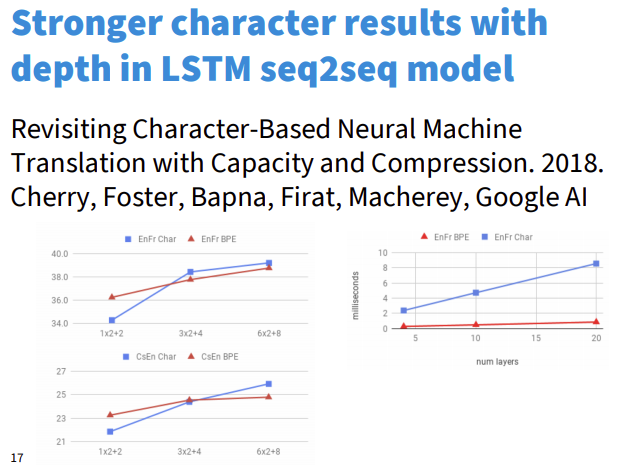 Stronger character results with
depth in LSTM seq2seq model
Revisiting Character-Based Neural Machine
Translation with Capacity and Compression. 2018.
Cherry, Foster, Bapna, Firat, Macherey, Google AI
EnFr Char EnFr BPE
40.0
38.0
36.0
34.0
1x2+2 3x2+4 6x2+8
CsEn Char CsEn BPE
27
25
23
21
1x2+2 3x2+4 6x2+8
EnFr BPE EnFr Char
milliseconds
10
8
6
4
2
0
5 10 15 20
num layers
17